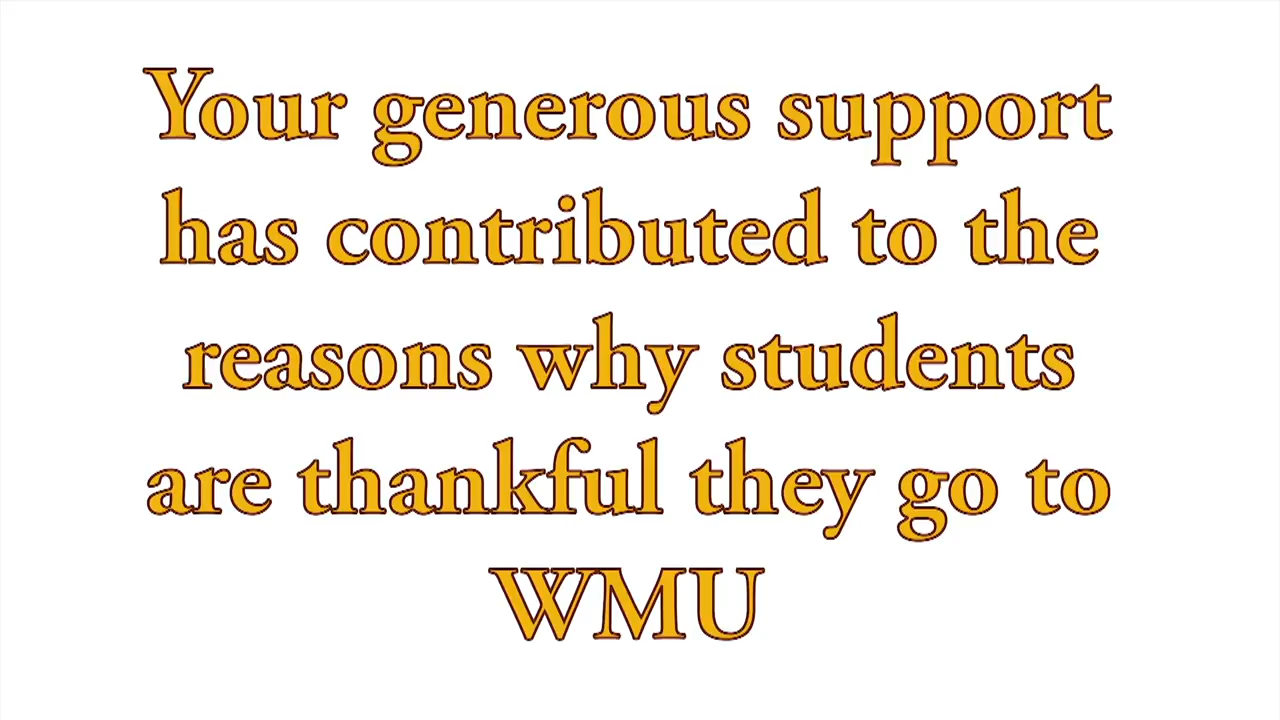 Your generous support
has contributed to the
reasons why students
are thankful they go to
WMU